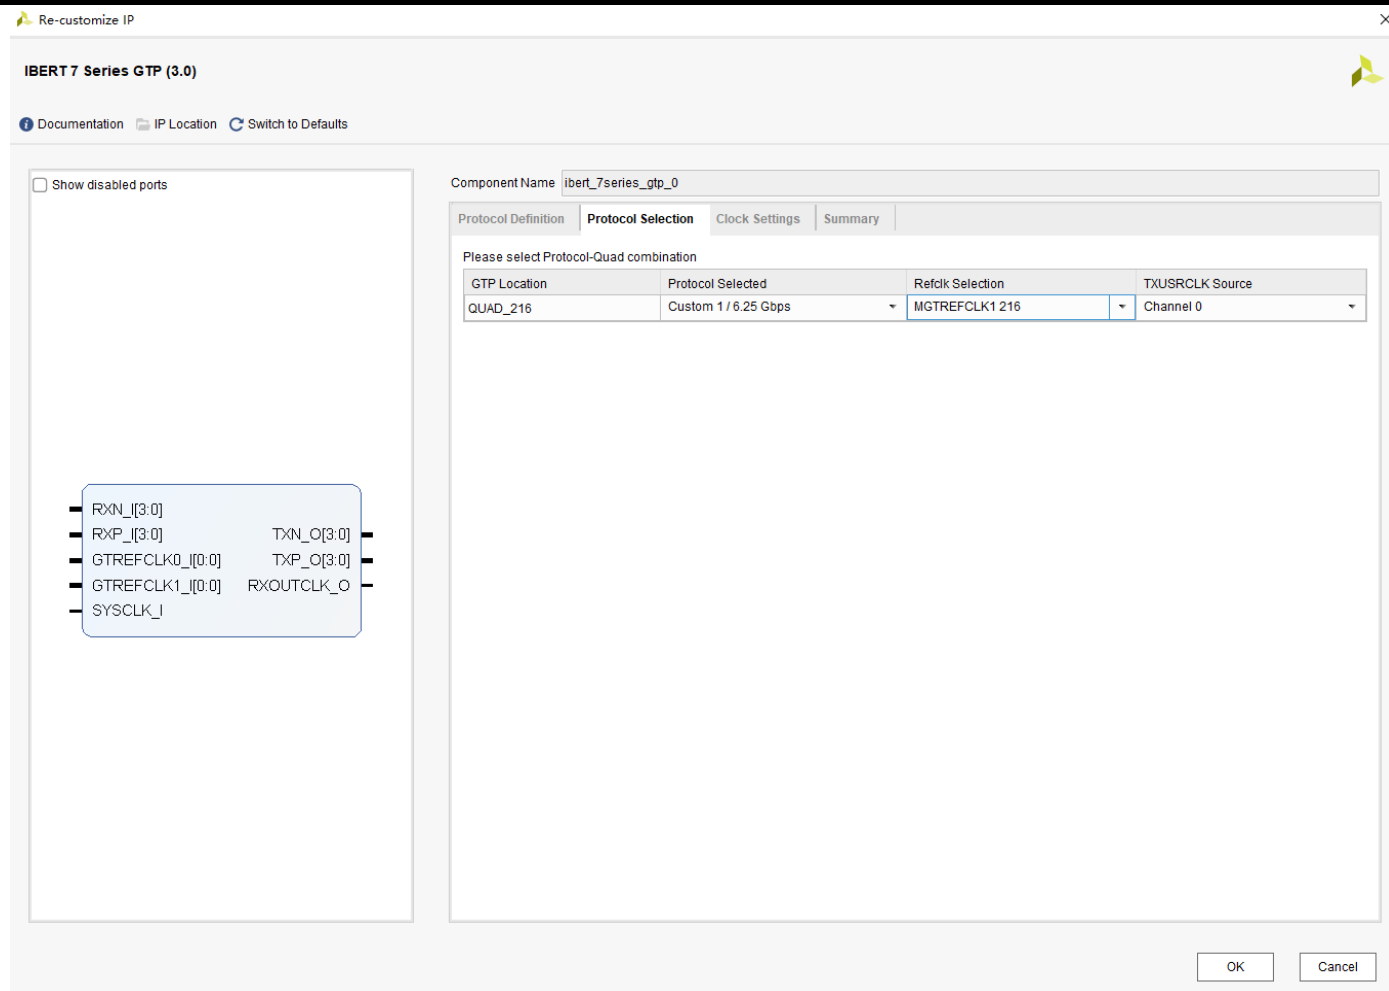 Re-customize IP
IBERT 7 Series GTP (3.0)
Documentation IP Location Switch to Defaults
Show disabled ports
RXN_I[3:0]
RXP_I[3:0] TXN_O[3:0]
GTREFCLK0_I[0:0] TXP_O[3:0]
GTREFCLK1_I[0:0] RXOUTCLK_O
SYSCLK_I
Component Name ibert_7series_gtp_0
Protocol Definition Protocol Selection Clock Settings Summary
Please select Protocol-Quad combination
GTP Location Protocol Selected Refclk Selection TXUSRCLK Source
QUAD_216 Custom 1 / 6.25 Gbps MGTREFCLK1 216 Channel 0
OK Cancel